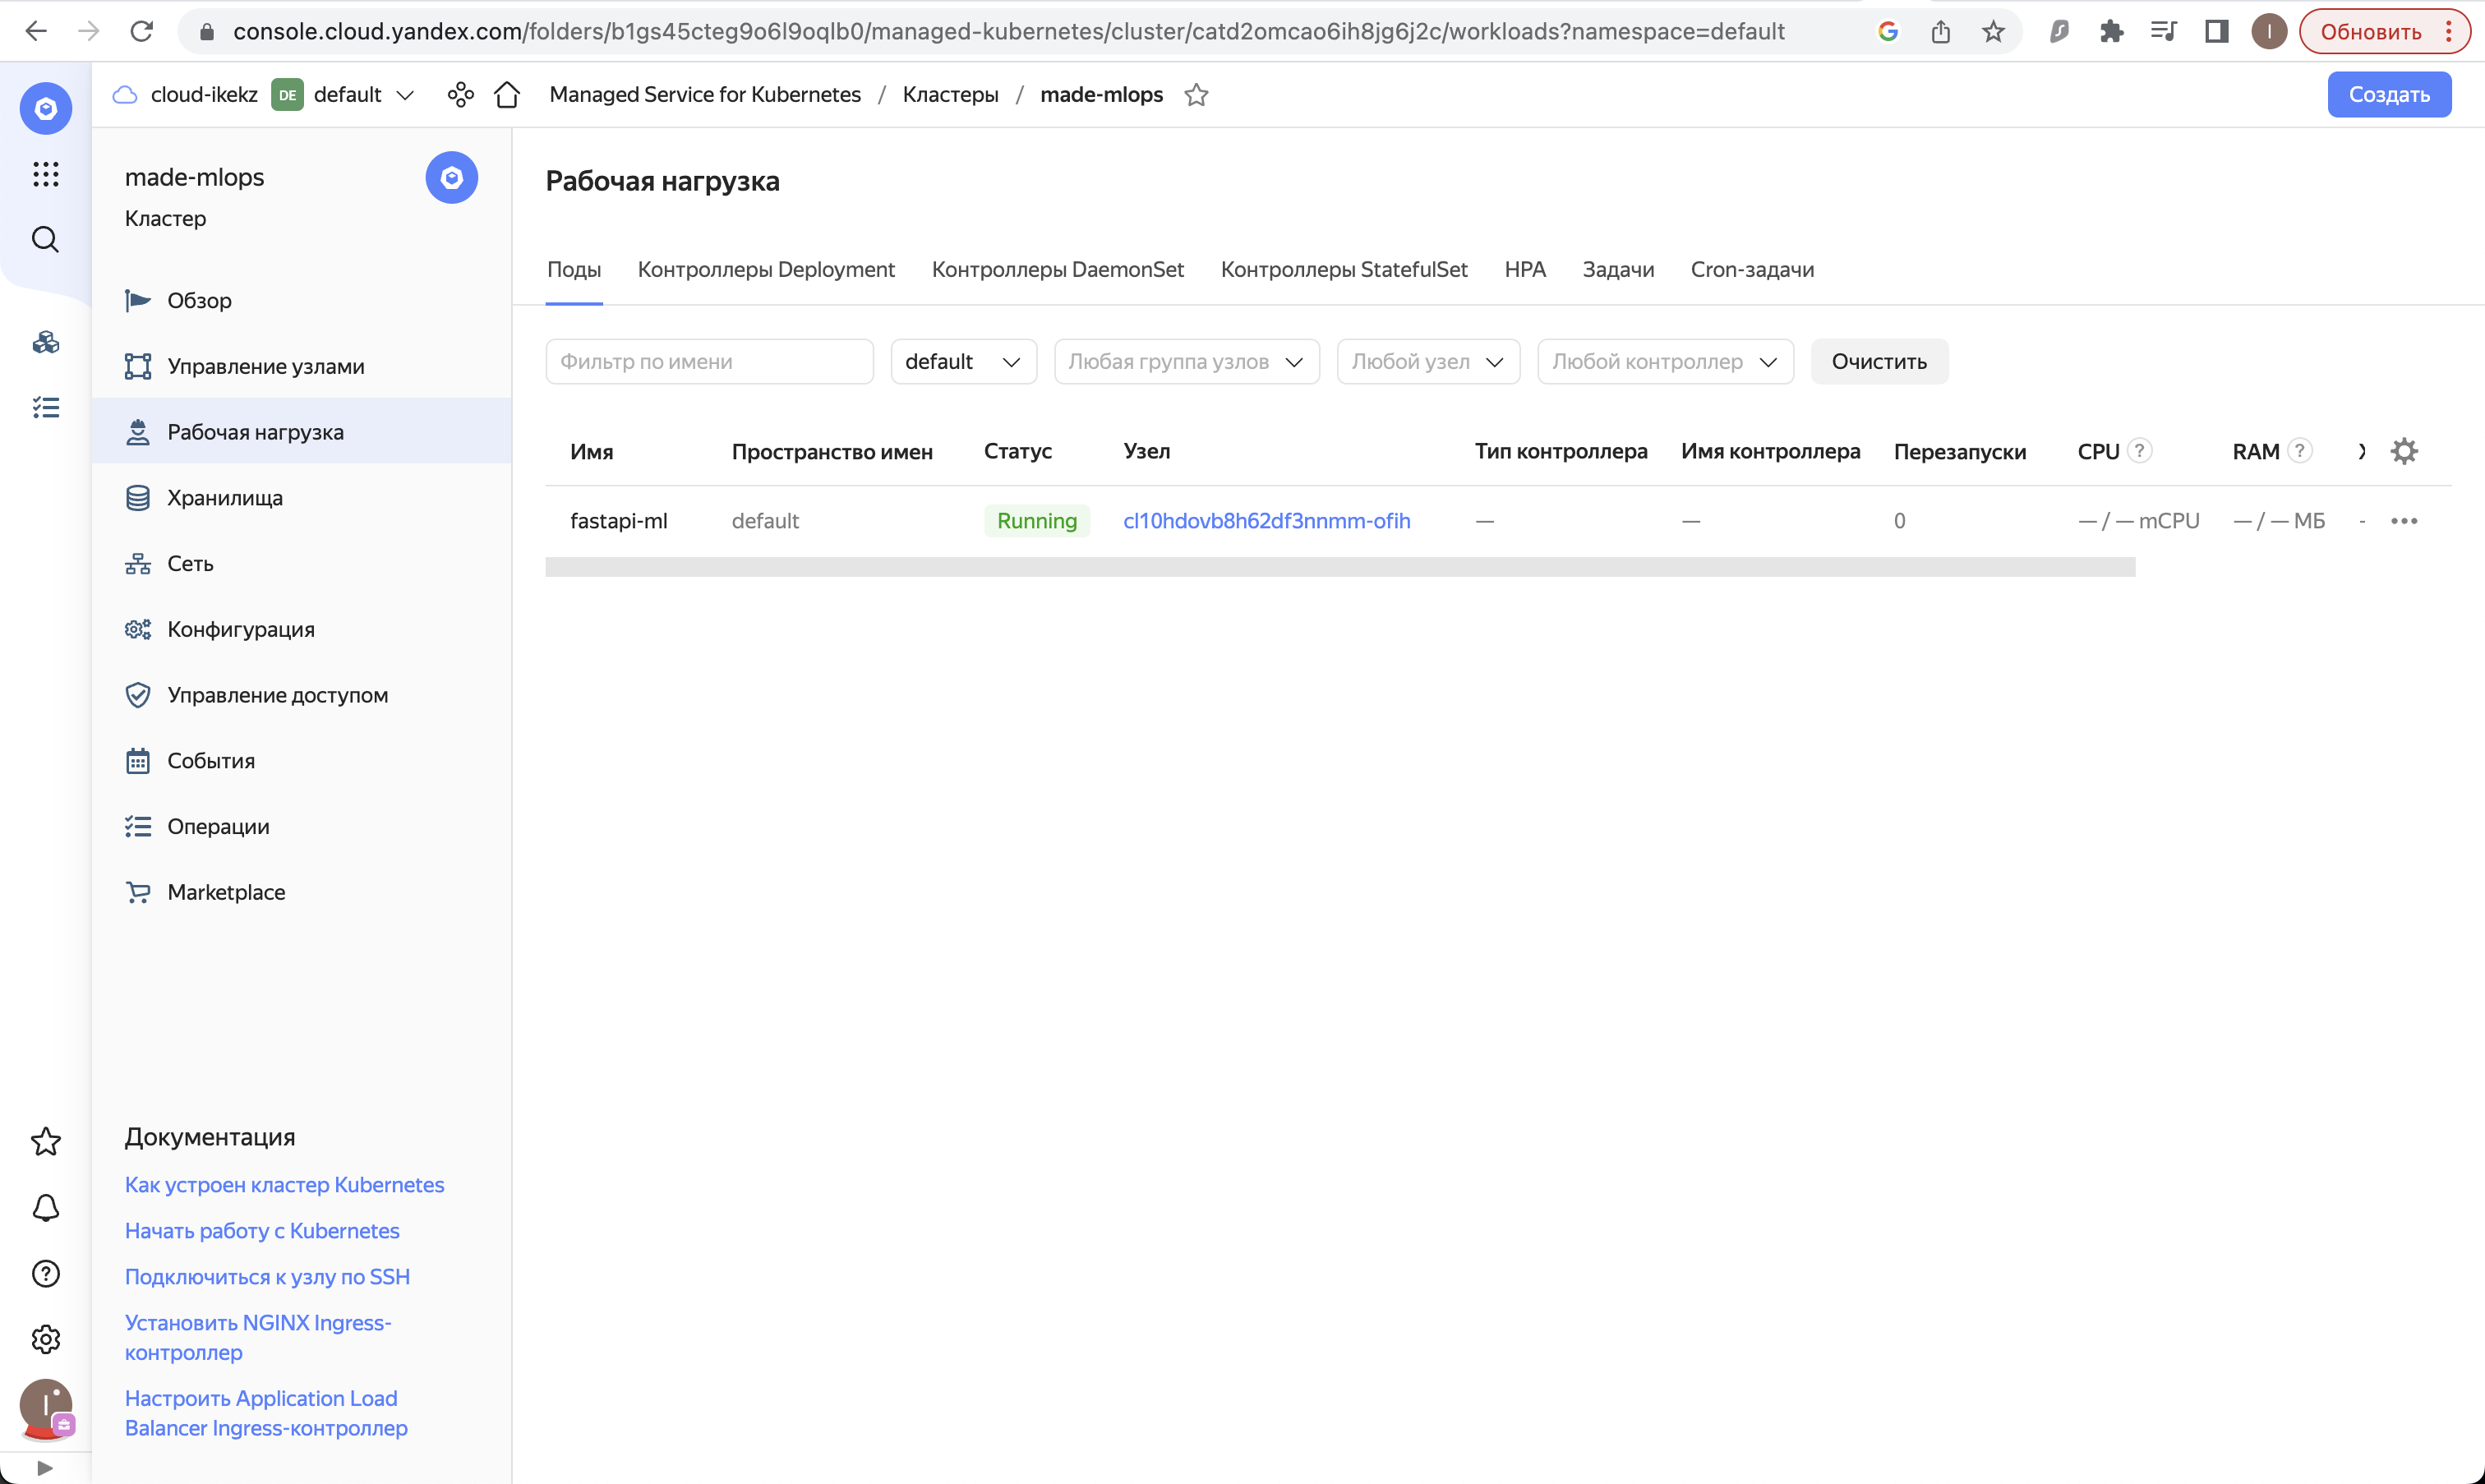 console.cloud.yandex.com/folders/b1gs45cteg9o6l9oqlb0/managed-kubernetes/cluster/catd2omcao6ih8jg6j2c/workloads?namespace=default
I
Обновить
cloud-ikekz
DE
default
Managed Service for Kubernetes / Кластеры / made-mlops
Создать
made-mlops
Кластер
Обзор
Управление узлами
Рабочая нагрузка
Хранилища
Сеть
Конфигурация
Управление доступом
События
Операции
Marketplace
Документация
Как устроен кластер Kubernetes
Начать работу с Kubernetes
Подключиться к узлу по SSH
Установить NGINX Ingress-
контроллер
Настроить Application Load
Balancer Ingress-контроллер
I
Рабочая нагрузка
Поды Контроллеры Deployment Контроллеры DaemonSet Контроллеры StatefulSet HPA Задачи Cron-задачи
Фильтр по имени default Любая группа узлов Любой узел Любой контроллер Очистить
Имя Пространство имен Статус Узел Тип контроллера Имя контроллера Перезапуски CPU ? RAM ?
fastapi-ml default Running cl10hdovb8h62df3nnmm-ofih — — 0 — / — mCPU — / — МБ -